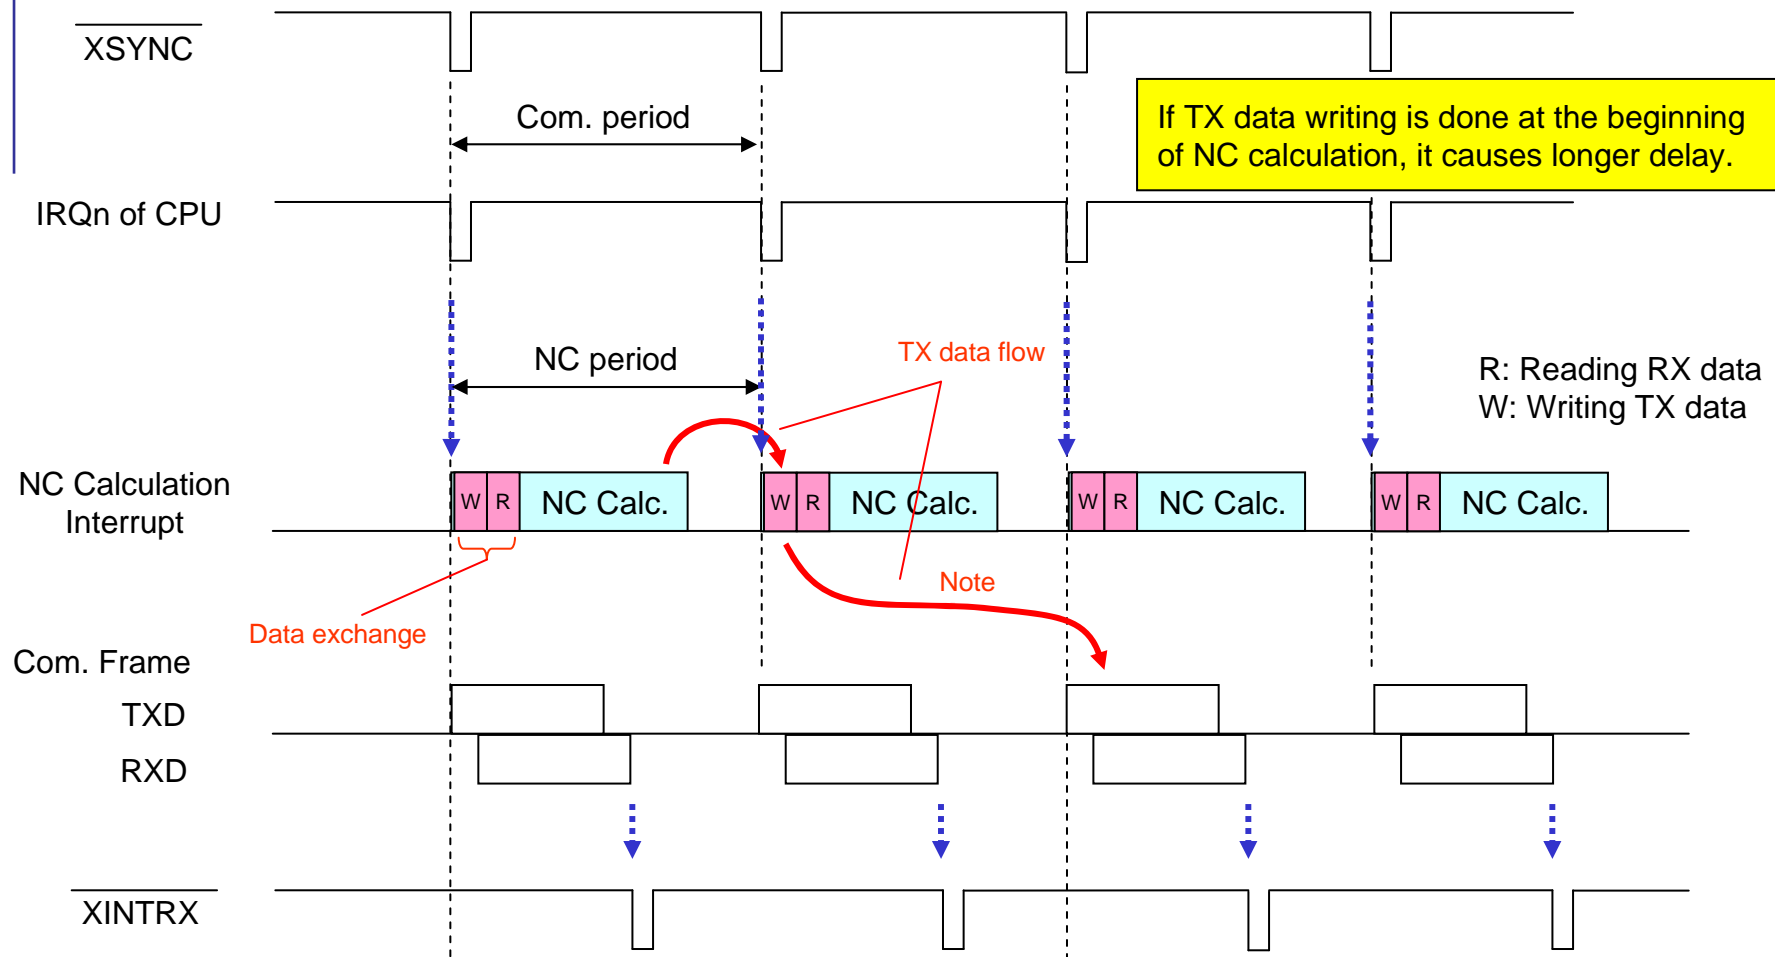 XSYNC
Com. period
If TX data writing is done at the beginning
of NC calculation, it causes longer delay.
IRQn of CPU
NC period
TX data flow
R: Reading RX data
W: Writing TX data
NC Calculation
Interrupt
W R NC Calc.
W R NC Calc.
W R NC Calc.
W R NC Calc.
Note
Data exchange
Com. Frame
TXD
RXD
XINTRX